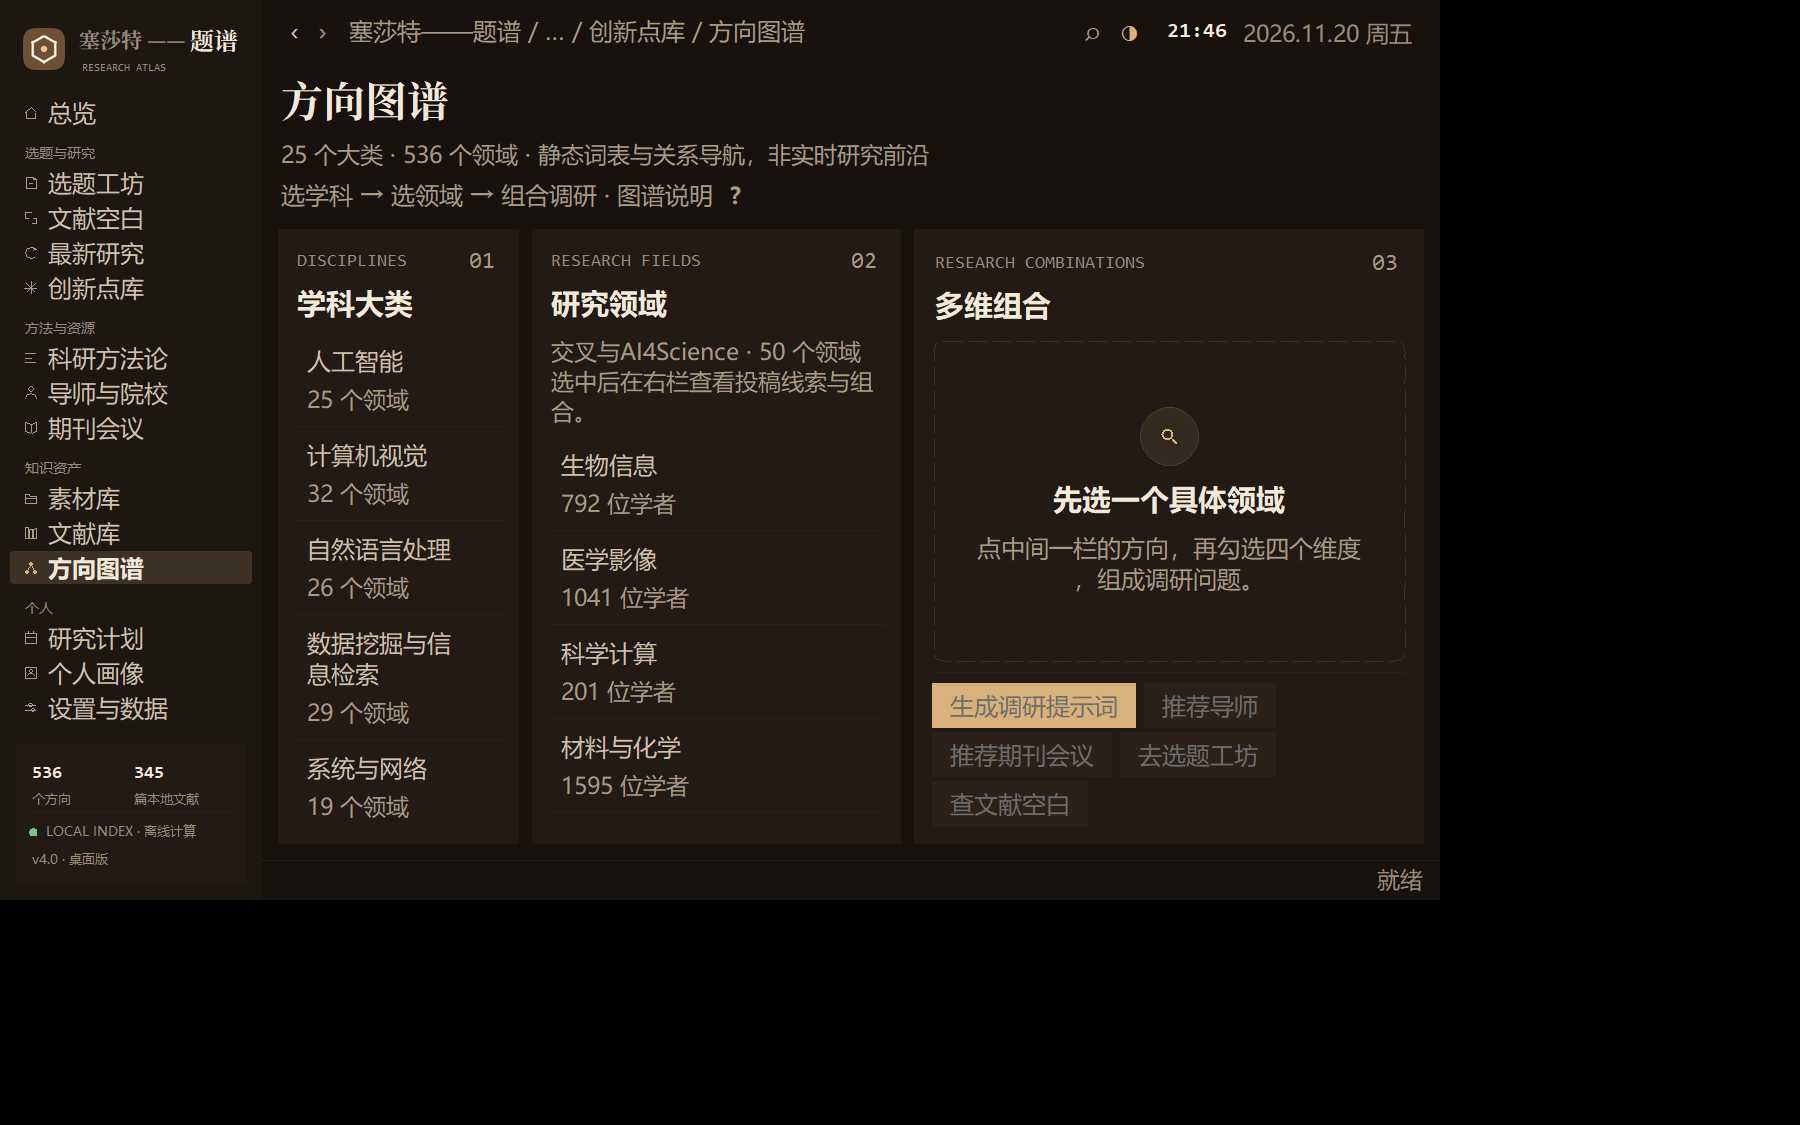 塞莎特 —— 题谱
RESEARCH ATLAS
总览
选题与研究
选题工坊
文献空白
最新研究
创新点库
方法与资源
科研方法论
导师与院校
期刊会议
知识资产
素材库
文献库
方向图谱
个人
研究计划
个人画像
设置与数据
536
345
个方向
篇本地文献
LOCAL INDEX · 离线计算
v4.0 · 桌面版
‹ › 塞莎特——题谱 / ... / 创新点库 / 方向图谱
21:46 2026.11.20 周五
方向图谱
25 个大类 · 536 个领域 · 静态词表与关系导航，非实时研究前沿
选学科 → 选领域 → 组合调研 · 图谱说明 ?
DISCIPLINES 01
学科大类
人工智能
25 个领域
计算机视觉
32 个领域
自然语言处理
26 个领域
数据挖掘与信
息检索
29 个领域
系统与网络
19 个领域
RESEARCH FIELDS 02
研究领域
交叉与AI4Science · 50 个领域
选中后在右栏查看投稿线索与组
合。
生物信息
792 位学者
医学影像
1041 位学者
科学计算
201 位学者
材料与化学
1595 位学者
RESEARCH COMBINATIONS 03
多维组合
先选一个具体领域
点中间一栏的方向，再勾选四个维度
，组成调研问题。
生成调研提示词 推荐导师
推荐期刊会议 去选题工坊
查文献空白
就绪